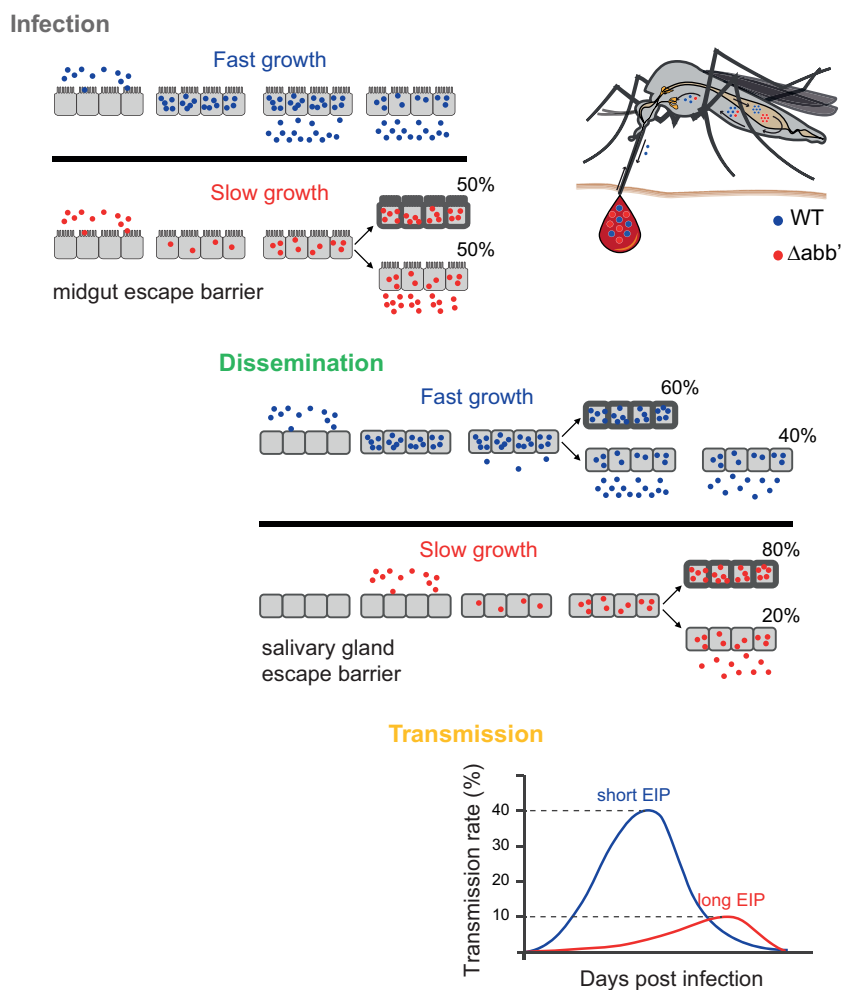 Infection
Fast growth
WT
Δabb'
Slow growth
50%
50%
midgut escape barrier
Dissemination
Fast growth
60%
40%
Slow growth
80%
20%
salivary gland
escape barrier
Transmission
Transmission rate (%)
40
30
20
10
short EIP
long EIP
Days post infection